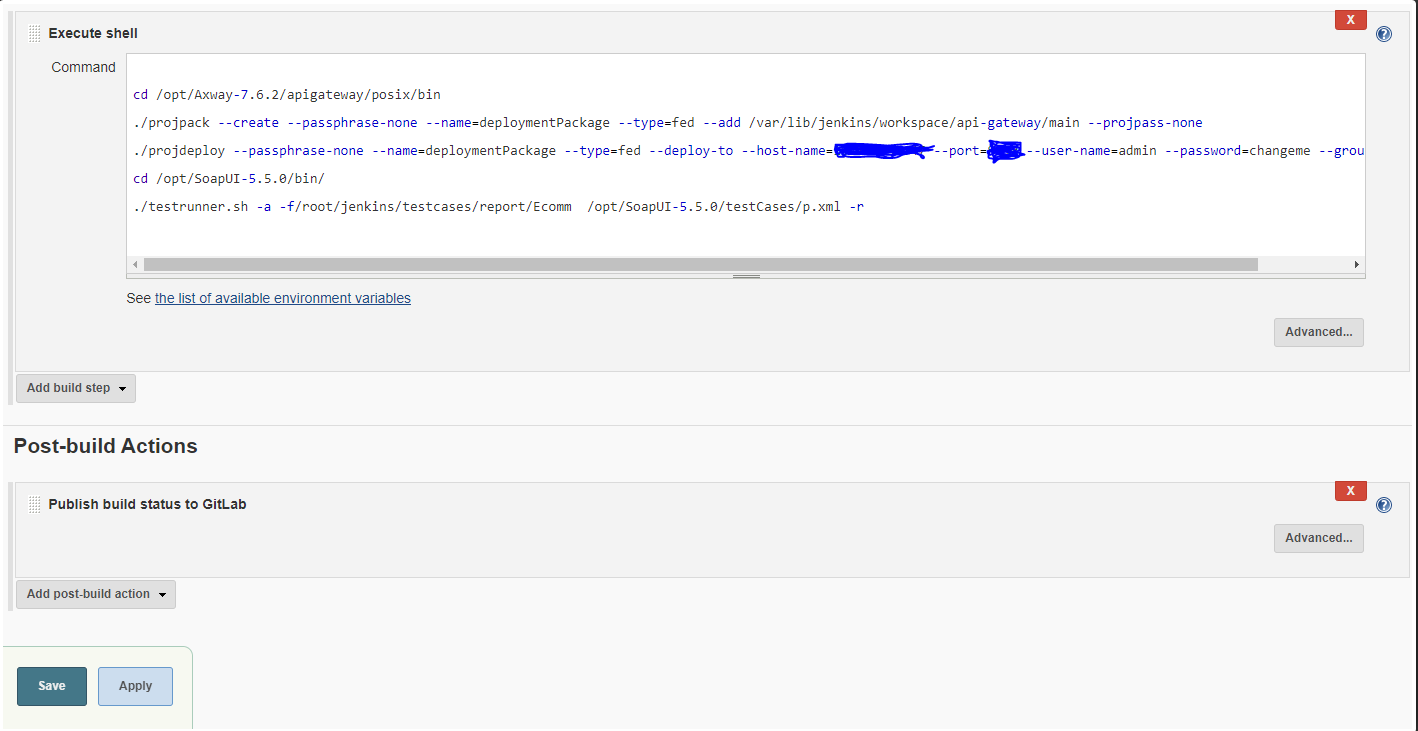 X
Execute shell
?
Command
cd /opt/Axway-7.6.2/apigateway/posix/bin
./projpack --create --passphrase-none --name=deploymentPackage --type=fed --add /var/lib/jenkins/workspace/api-gateway/main --projpass-none
./projdeploy --passphrase-none --name=deploymentPackage --type=fed --deploy-to --host-name= --port= --user-name=admin --password=changeme --grou
cd /opt/SoapUI-5.5.0/bin/
./testrunner.sh -a -f/root/jenkins/testcases/report/Ecomm /opt/SoapUI-5.5.0/testCases/p.xml -r
See the list of available environment variables
Advanced...
Add build step
Post-build Actions
X
Publish build status to GitLab
?
Advanced...
Add post-build action
Save Apply